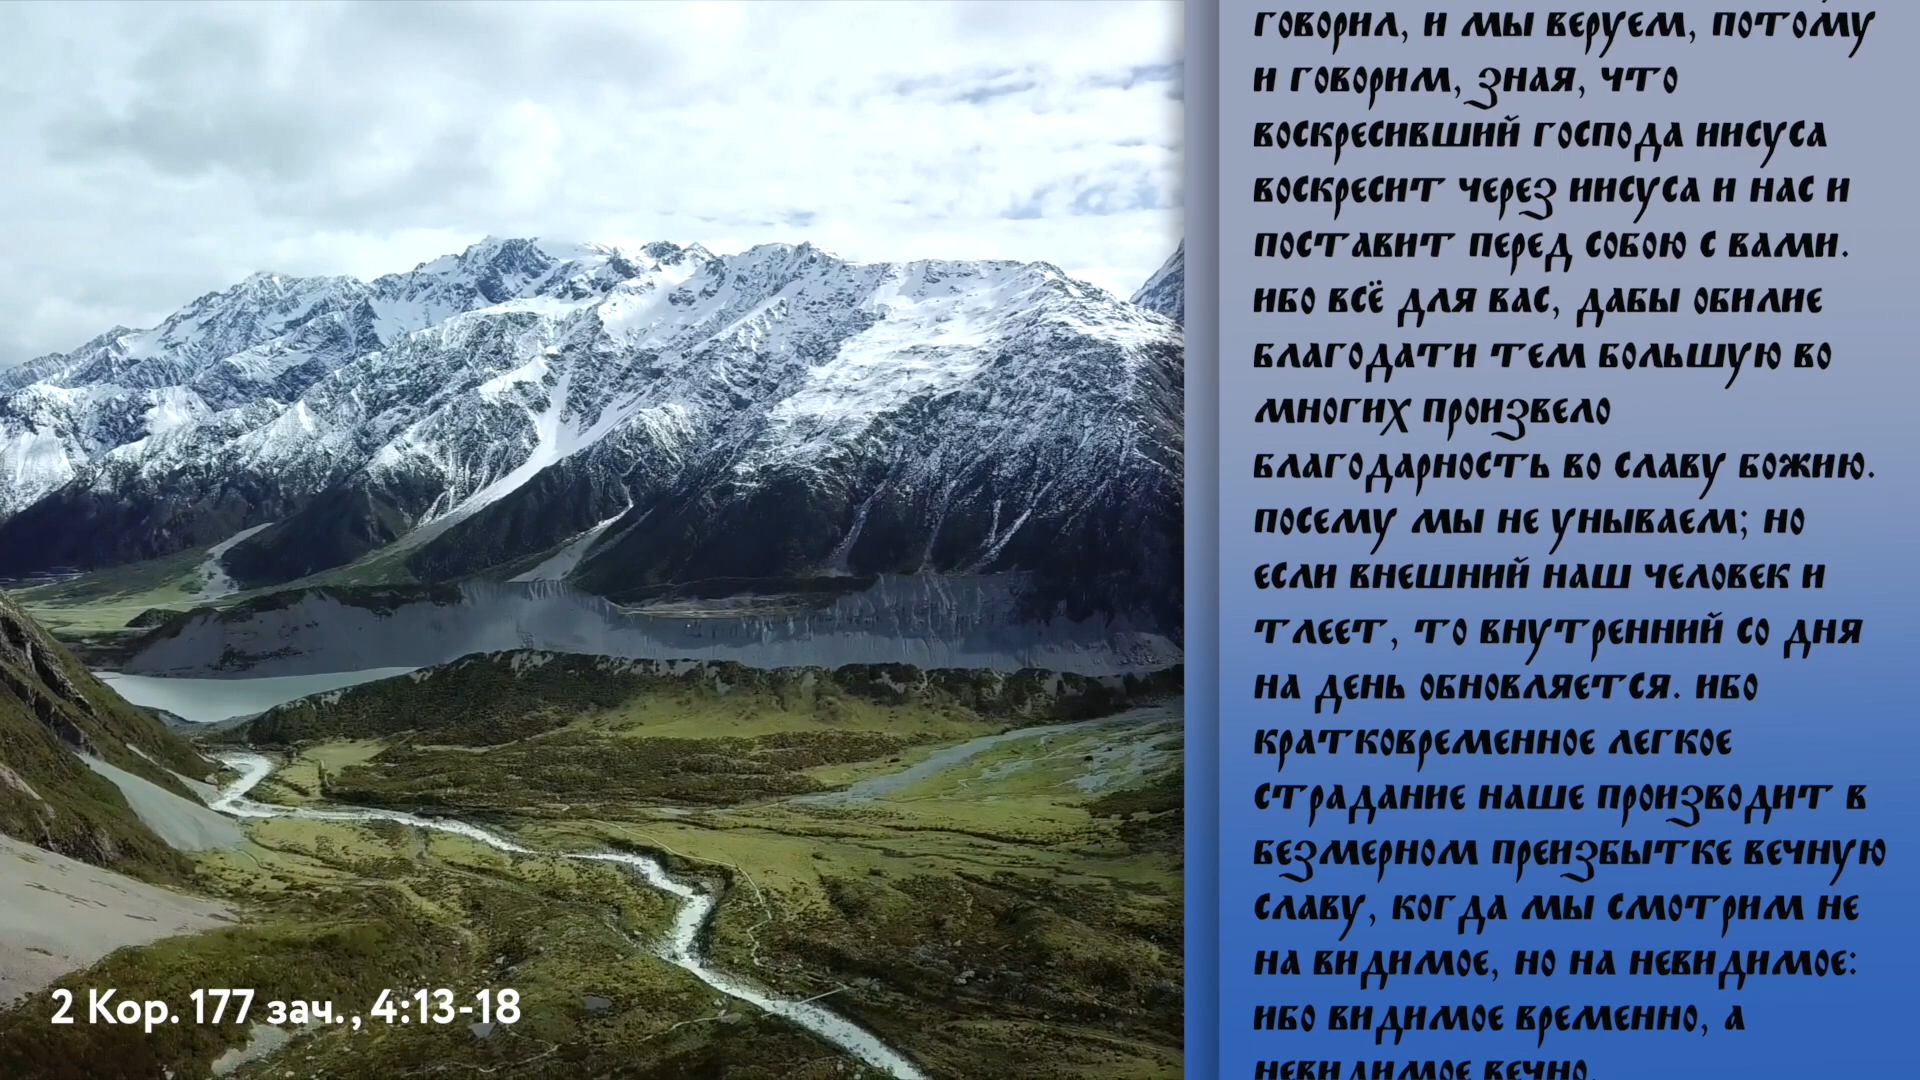 говорил, и мы веруем, потому
и говорим, зная, что
воскресивший господа иисуса
воскресит через иисуса и нас и
поставит перед собою с вами.
ибо всё для вас, дабы обилие
благодати тем большую во
многих произвело
благодарность во славу божию.
посему мы не унываем; но
если внешний наш человек и
тлеет, то внутренний со дня
на день обновляется. ибо
кратковременное легкое
страдание наше производит в
безмерном преизбытке вечную
славу, когда мы смотрим не
на видимое, но на невидимое:
ибо видимое временно, а
невидимое вечно.
2 Кор. 177 зач., 4:13-18